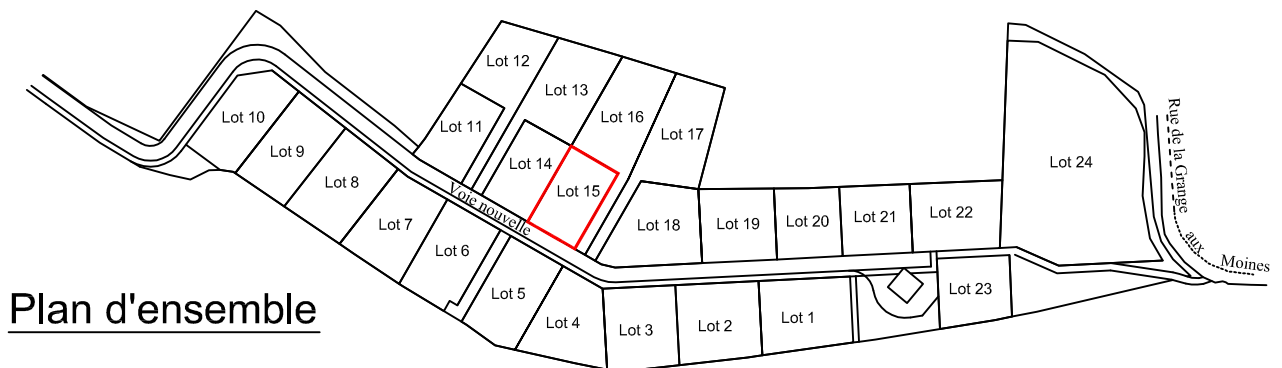 Lot 12
Lot 13
Lot 16
Lot 10
Lot 11
Lot 17
Lot 9
Lot 14
Lot 24
Lot 8
Lot 15
Voie nouvelle
Lot 7
Lot 18
Lot 19
Lot 20
Lot 21
Lot 22
Rue de la Grange aux Moines
Lot 6
Lot 5
Lot 23
Plan d'ensemble
Lot 4
Lot 3
Lot 2
Lot 1